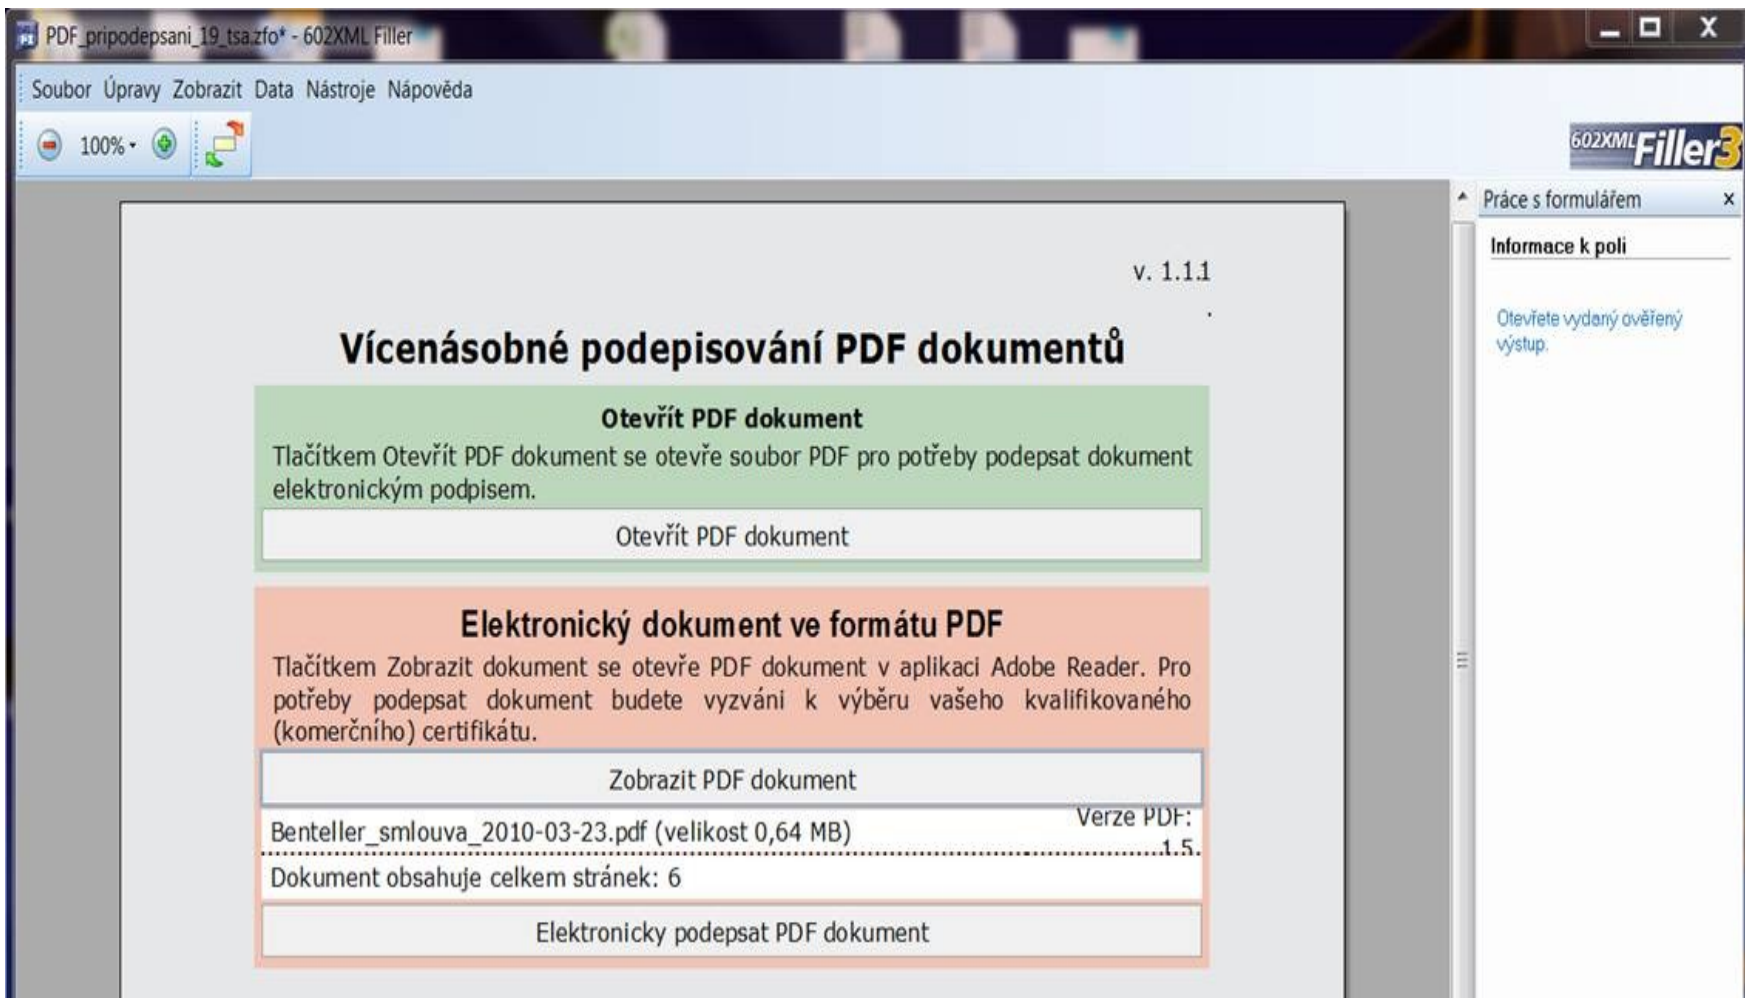 PDF_pripodepsani_19_tsa.zfo* - 602XML Filler
Soubor Úpravy Zobrazit Data Nástroje Nápověda
100%
602XML Filler3
Práce s formulářem
Informace k poli
Otevřete vydaný ověřený
výstup.
v. 1.1.1
.
Vícenásobné podepisování PDF dokumentů
Otevřít PDF dokument
Tlačítkem Otevřít PDF dokument se otevře soubor PDF pro potřeby podepsat dokument
elektronickým podpisem.
Otevřít PDF dokument
Elektronický dokument ve formátu PDF
Tlačítkem Zobrazit dokument se otevře PDF dokument v aplikaci Adobe Reader. Pro
potřeby podepsat dokument budete vyzváni k výběru vašeho kvalifikovaného
(komerčního) certifikátu.
Zobrazit PDF dokument
Benteller_smlouva_2010-03-23.pdf (velikost 0,64 MB)
Verze PDF:
1.5
Dokument obsahuje celkem stránek: 6
Elektronicky podepsat PDF dokument